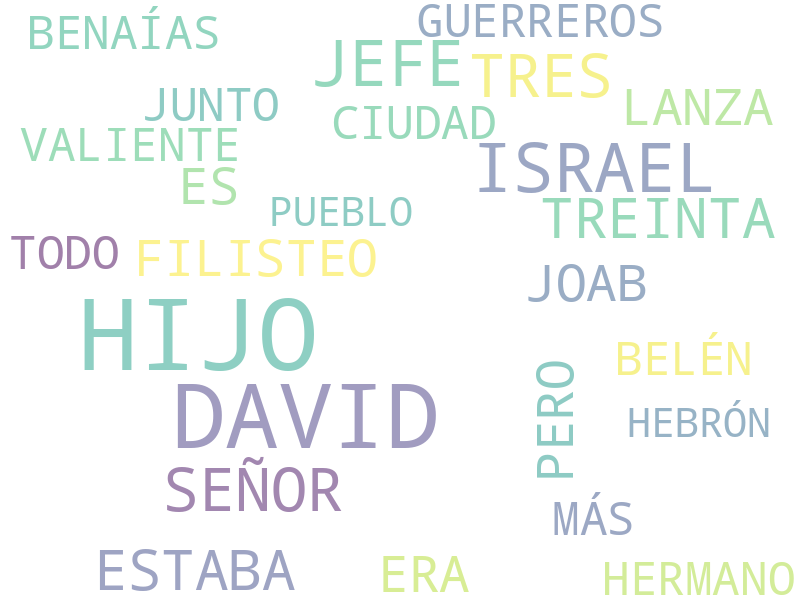 BENAÍAS
GUERREROS
JEFE
TRES
JUNTO
CIUDAD
LANZA
VALIENTE
ISRAEL
ES
PUEBLO
TREINTA
TODO
FILISTEO
JOAB
HIJO
BELÉN
PERO
DAVID
HEBRÓN
SEÑOR
MÁS
ESTABA
ERA
HERMANO